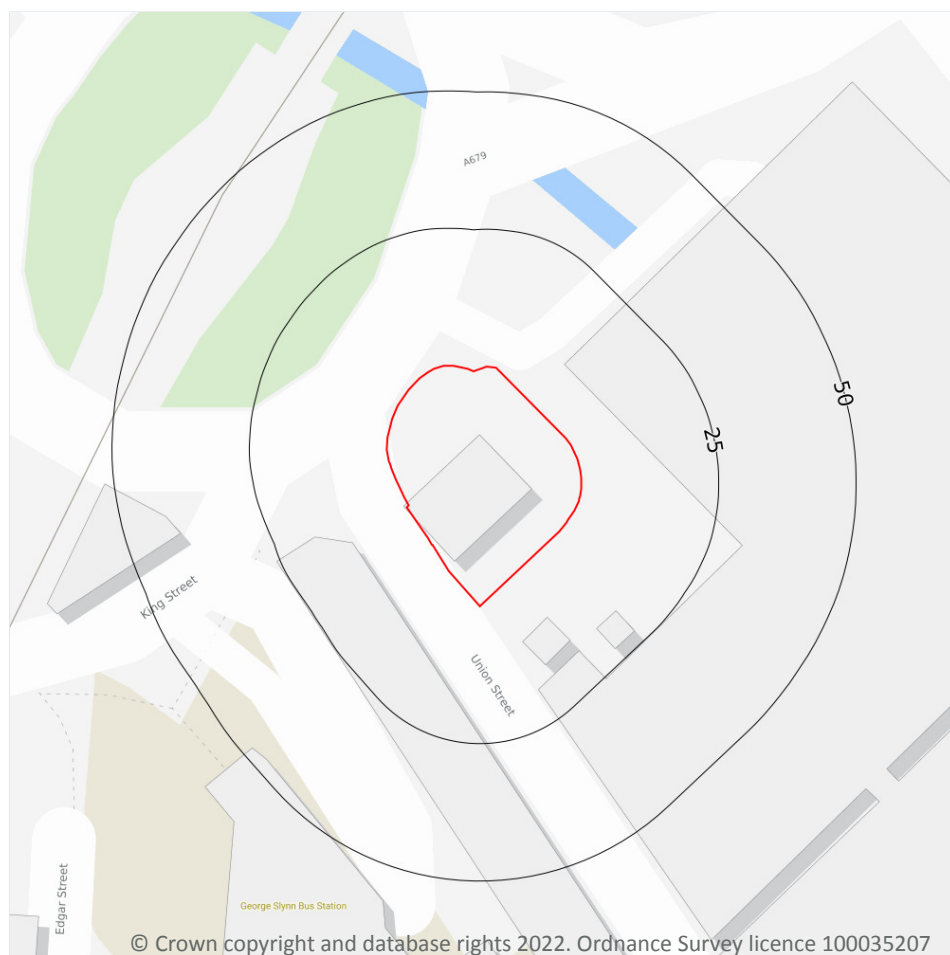 A679
50
25
King Street
Union Street
Edgar Street
George Slynn Bus Station
© Crown copyright and database rights 2022. Ordnance Survey licence 100035207